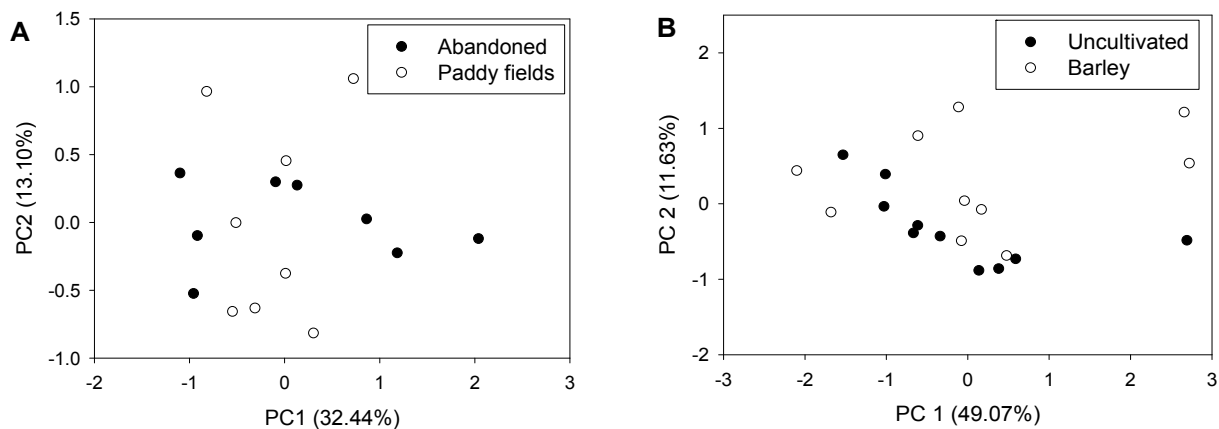 A
1.5
1.0
0.5
0.0
-0.5
-1.0
PC2 (13.10%)
Abandoned
Paddy fields
-2 -1 0 1 2 3
PC1 (32.44%)
B
2
1
0
-1
-2
PC 2 (11.63%)
Uncultivated
Barley
-3 -2 -1 0 1 2 3
PC 1 (49.07%)